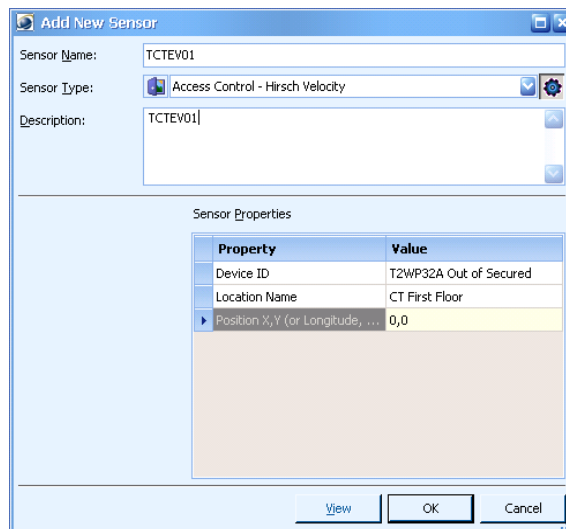 Add New Sensor
Sensor Name: TCTEV01
Sensor Type: Access Control - Hirsch Velocity
Description: TCTEV01
Sensor Properties
Property Value
Device ID T2WP32A Out of Secured
Location Name CT First Floor
Position X,Y (or Longitude, ... 0,0
View OK Cancel